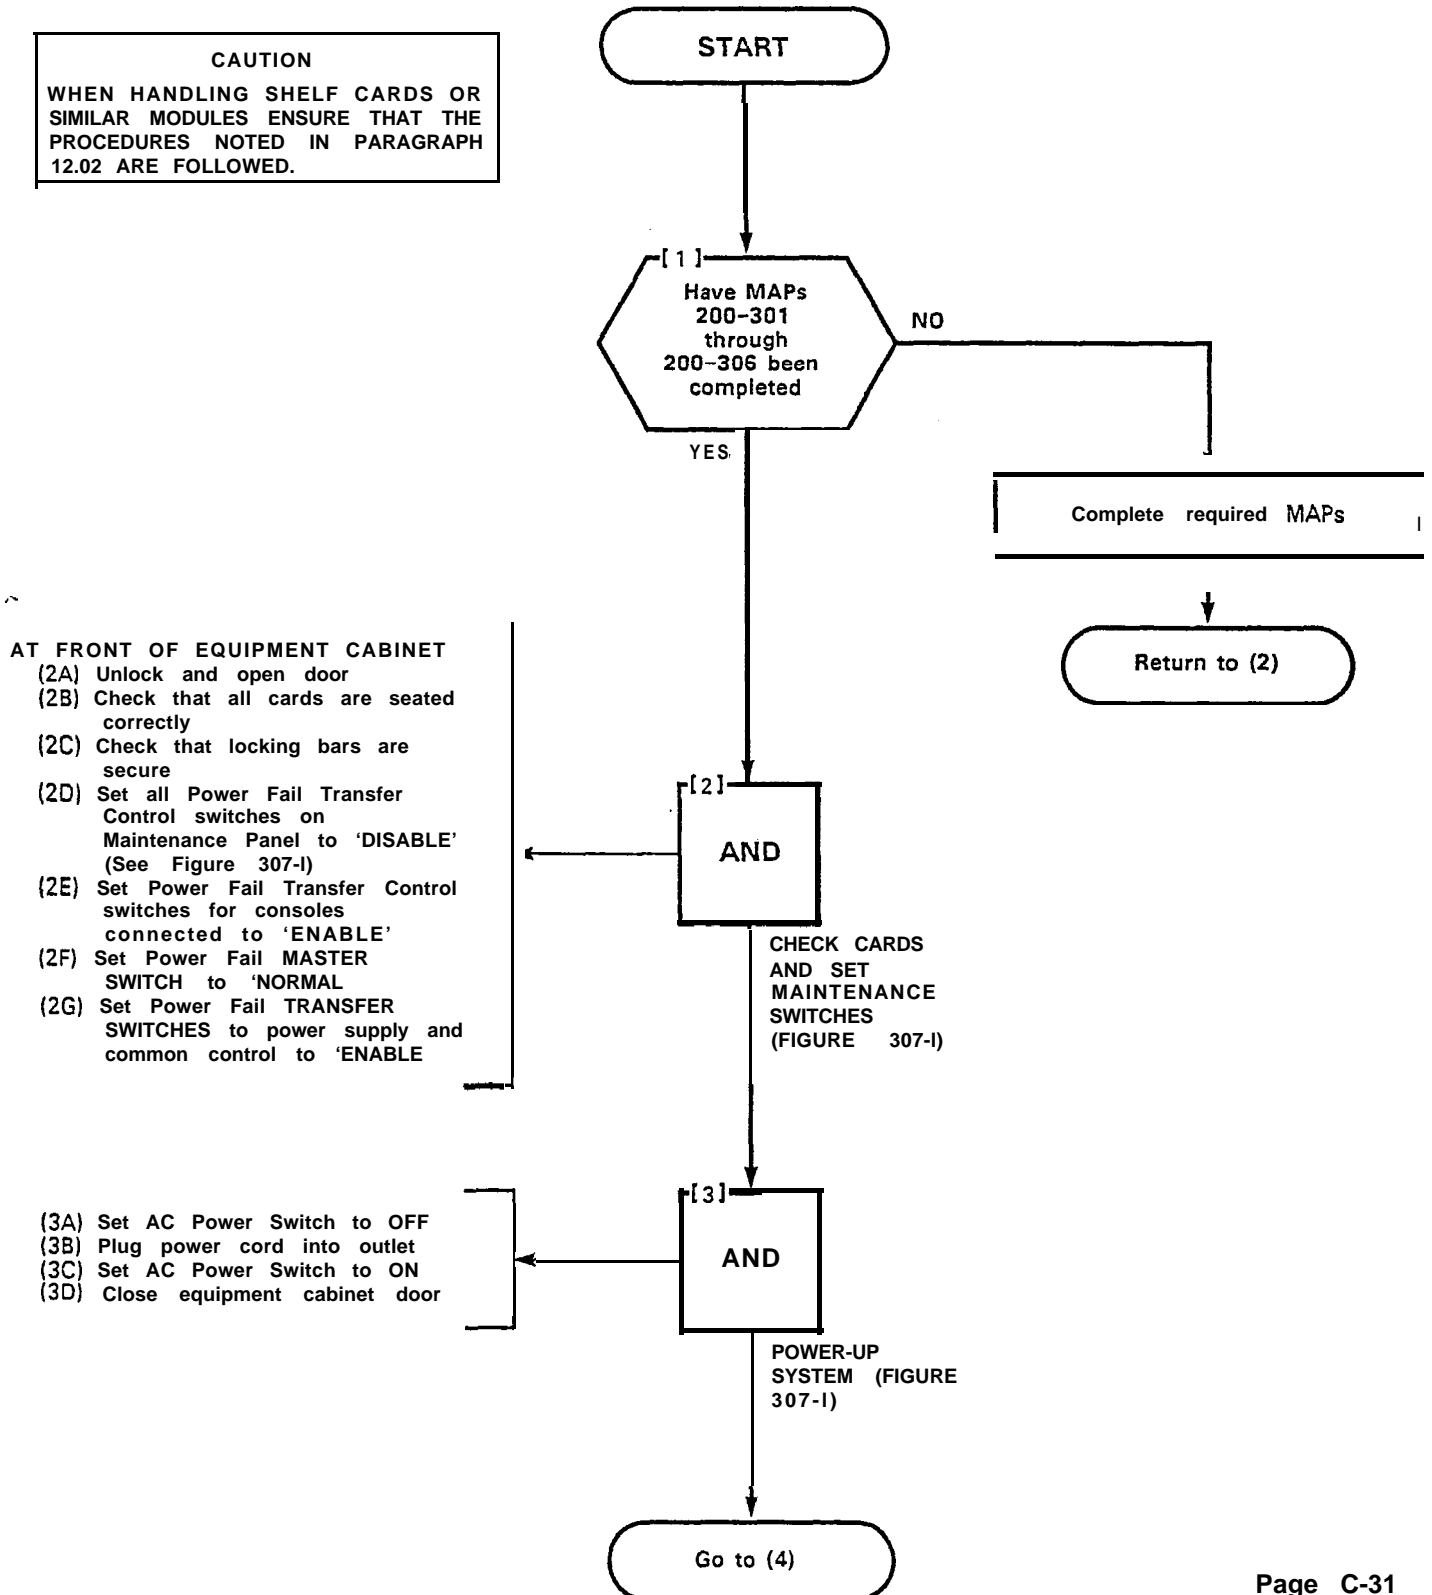 CAUTION
WHEN HANDLING SHELF CARDS OR
SIMILAR MODULES ENSURE THAT THE
PROCEDURES NOTED IN PARAGRAPH
12.02 ARE FOLLOWED.
START
[1]
Have MAPs
200-301
through
200-306 been
completed
NO
YES
Complete required MAPs
Return to (2)
AT FRONT OF EQUIPMENT CABINET
(2A) Unlock and open door
(2B) Check that all cards are seated
correctly
(2C) Check that locking bars are
secure
(2D) Set all Power Fail Transfer
Control switches on
Maintenance Panel to ‘DISABLE’
(See Figure 307-I)
(2E) Set Power Fail Transfer Control
switches for consoles
connected to ‘ENABLE’
(2F) Set Power Fail MASTER
SWITCH to ‘NORMAL
(2G) Set Power Fail TRANSFER
SWITCHES to power supply and
common control to ‘ENABLE
[2]
AND
CHECK CARDS
AND SET
MAINTENANCE
SWITCHES
(FIGURE 307-I)
(3A) Set AC Power Switch to OFF
(3B) Plug power cord into outlet
(3C) Set AC Power Switch to ON
(3D) Close equipment cabinet door
[3]
AND
POWER-UP
SYSTEM (FIGURE
307-I)
Go to (4)
Page C-31